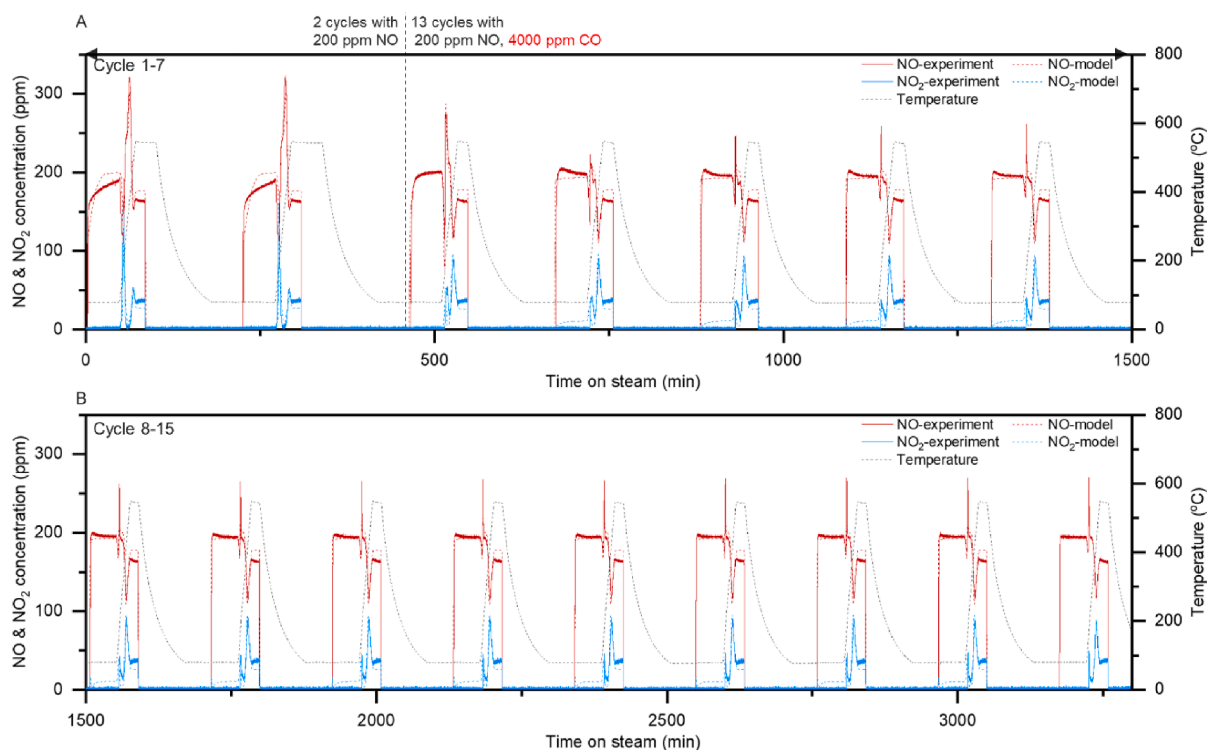 A
2 cycles with
200 ppm NO
13 cycles with
200 ppm NO, 4000 ppm CO
Cycle 1-7
NO-experiment
NO-model
NO₂-experiment
NO₂-model
Temperature
NO & NO₂ concentration (ppm)
300
200
100
0
800
600
400
200
0
Temperature (ºC)
0
500
1000
1500
Time on steam (min)
B
Cycle 8-15
NO-experiment
NO-model
NO₂-experiment
NO₂-model
Temperature
NO & NO₂ concentration (ppm)
300
200
100
0
800
600
400
200
0
Temperature (ºC)
1500
2000
2500
3000
Time on steam (min)